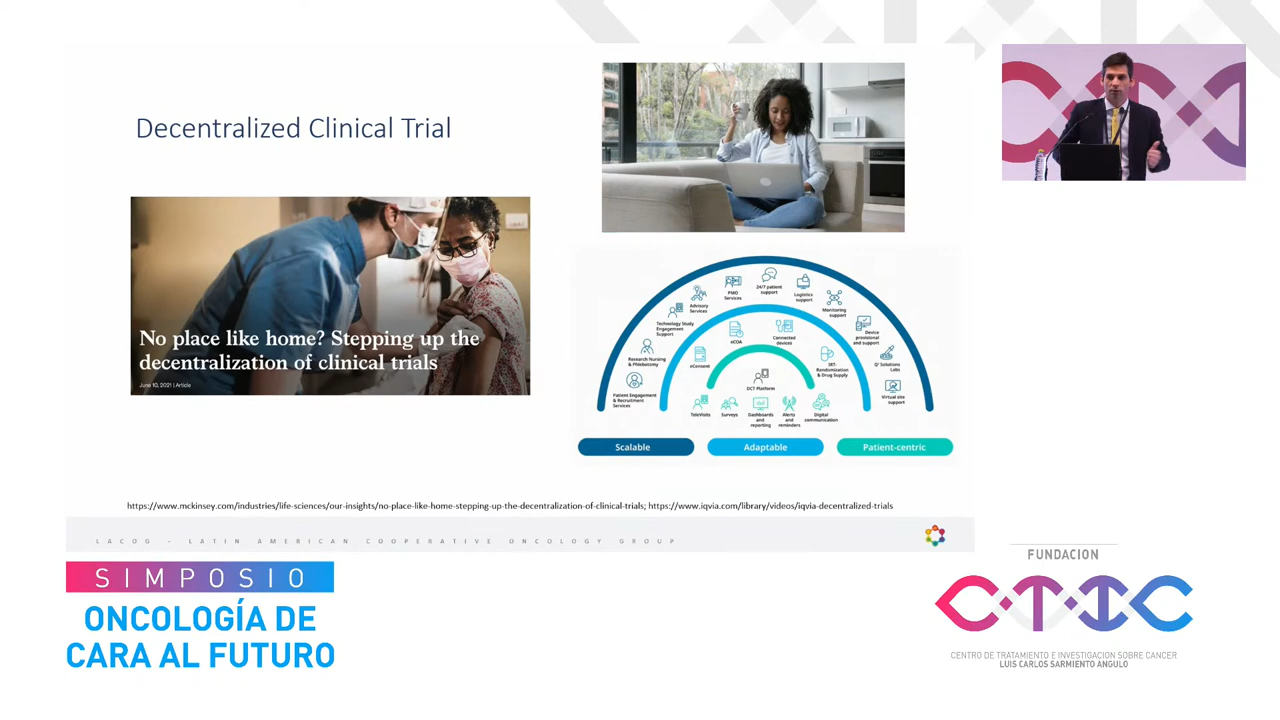 Decentralized Clinical Trial
No place like home? Stepping up the
decentralization of clinical trials
June 10, 2021 | Article
24/7 patient
support
PMO
Services
Logistics
support
Advisory
Services
Monitoring
support
Technology Study
Engagement
Support
Device
provisional
and support
Research Nursing
& Phlebotomy
Q² Solutions
Labs
Patient Engagement
& Recruitment
Services
Virtual site
support
eCOA
Connected
devices
eConsent
IRT-
Randomization
& Drug Supply
DCT Platform
TeleVisits
Surveys
Dashboards
and
reporting
Alerts
and
reminders
Digital
communication
Scalable
Adaptable
Patient-centric
https://www.mckinsey.com/industries/life-sciences/our-insights/no-place-like-home-stepping-up-the-decentralization-of-clinical-trials; https://www.iqvia.com/library/videos/iqvia-decentralized-trials
LACOG - LATIN AMERICAN COOPERATIVE ONCOLOGY GROUP
SIMPOSIO
ONCOLOGÍA DE
CARA AL FUTURO
FUNDACION
CTIC
CENTRO DE TRATAMIENTO E INVESTIGACION SOBRE CANCER
LUIS CARLOS SARMIENTO ANGULO